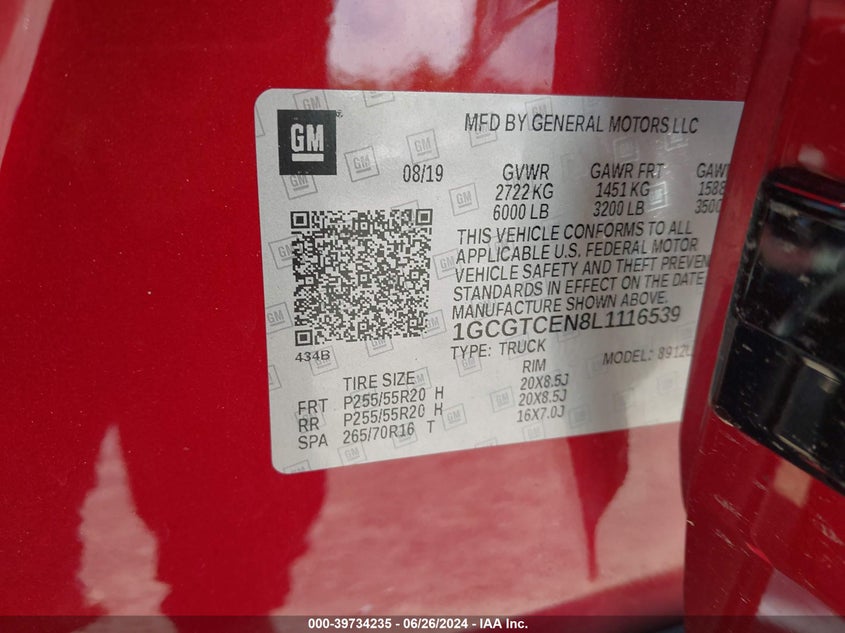 GM
MFD BY GENERAL MOTORS LLC
08/19 GVWR GAWR FRT
2722 KG 1451 KG 1588
6000 LB 3200 LB 3500
THIS VEHICLE CONFORMS TO ALL
APPLICABLE U.S. FEDERAL MOTOR
VEHICLE SAFETY AND THEFT PREVEN
STANDARDS IN EFFECT ON THE DATE
MANUFACTURE SHOWN ABOVE.
1GCGTCEN8L1116539
434B
TYPE: TRUCK MODEL:
TIRE SIZE RIM
FRT P255/55R20 H 20X8.5J
RR P255/55R20 H 20X8.5J
SPA 265/70R16 T 16X7.0J
000-39734235 - 06/26/2024 - IAA Inc.